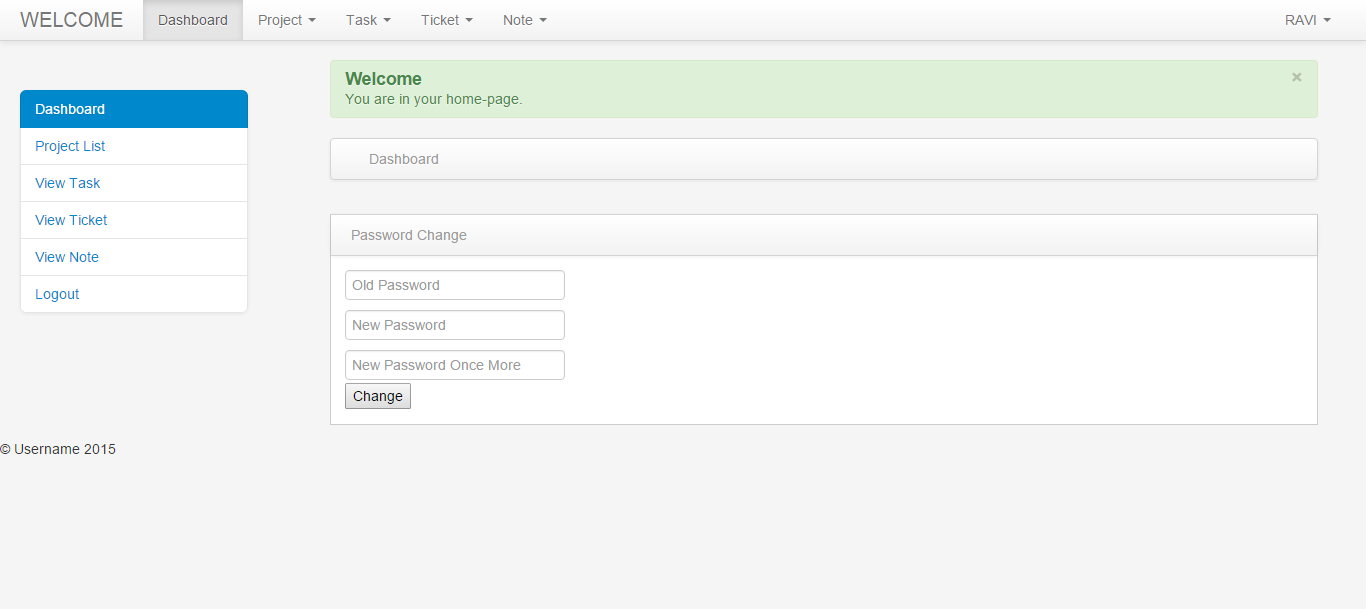 WELCOME Dashboard Project Task Ticket Note RAVI
Dashboard
Project List
View Task
View Ticket
View Note
Logout
Welcome ×
You are in your home-page.
Dashboard
Password Change
Old Password
New Password
New Password Once More
Change
© Username 2015